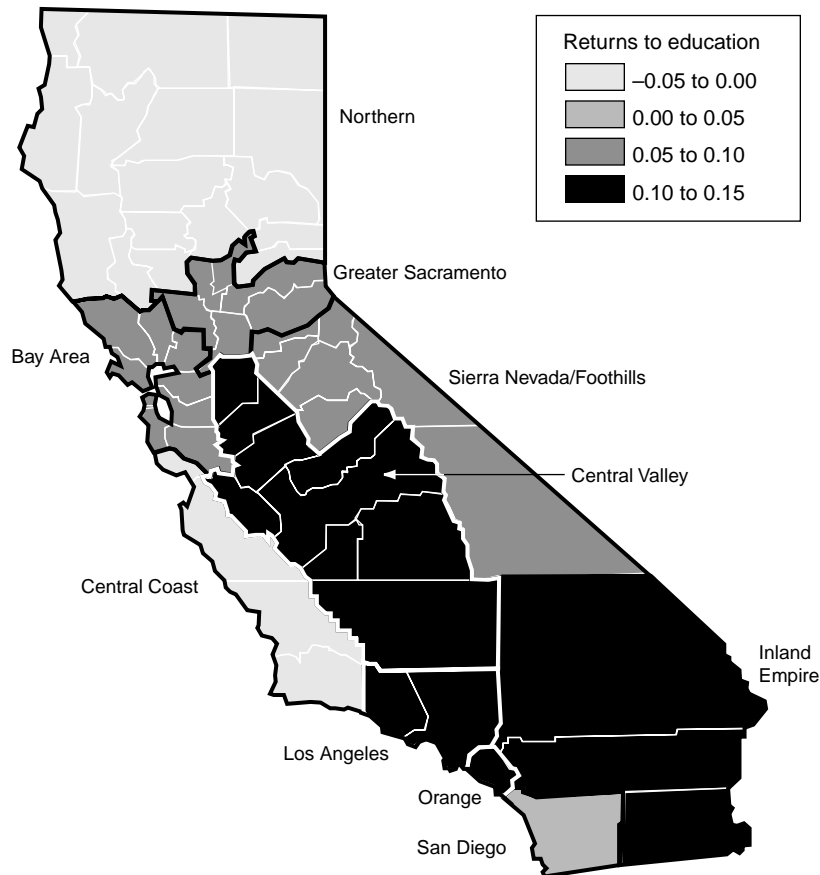 Returns to education
–0.05 to 0.00
0.00 to 0.05
0.05 to 0.10
0.10 to 0.15
Northern
Greater Sacramento
Bay Area
Sierra Nevada/Foothills
Central Valley
Central Coast
Inland
Empire
Los Angeles
Orange
San Diego